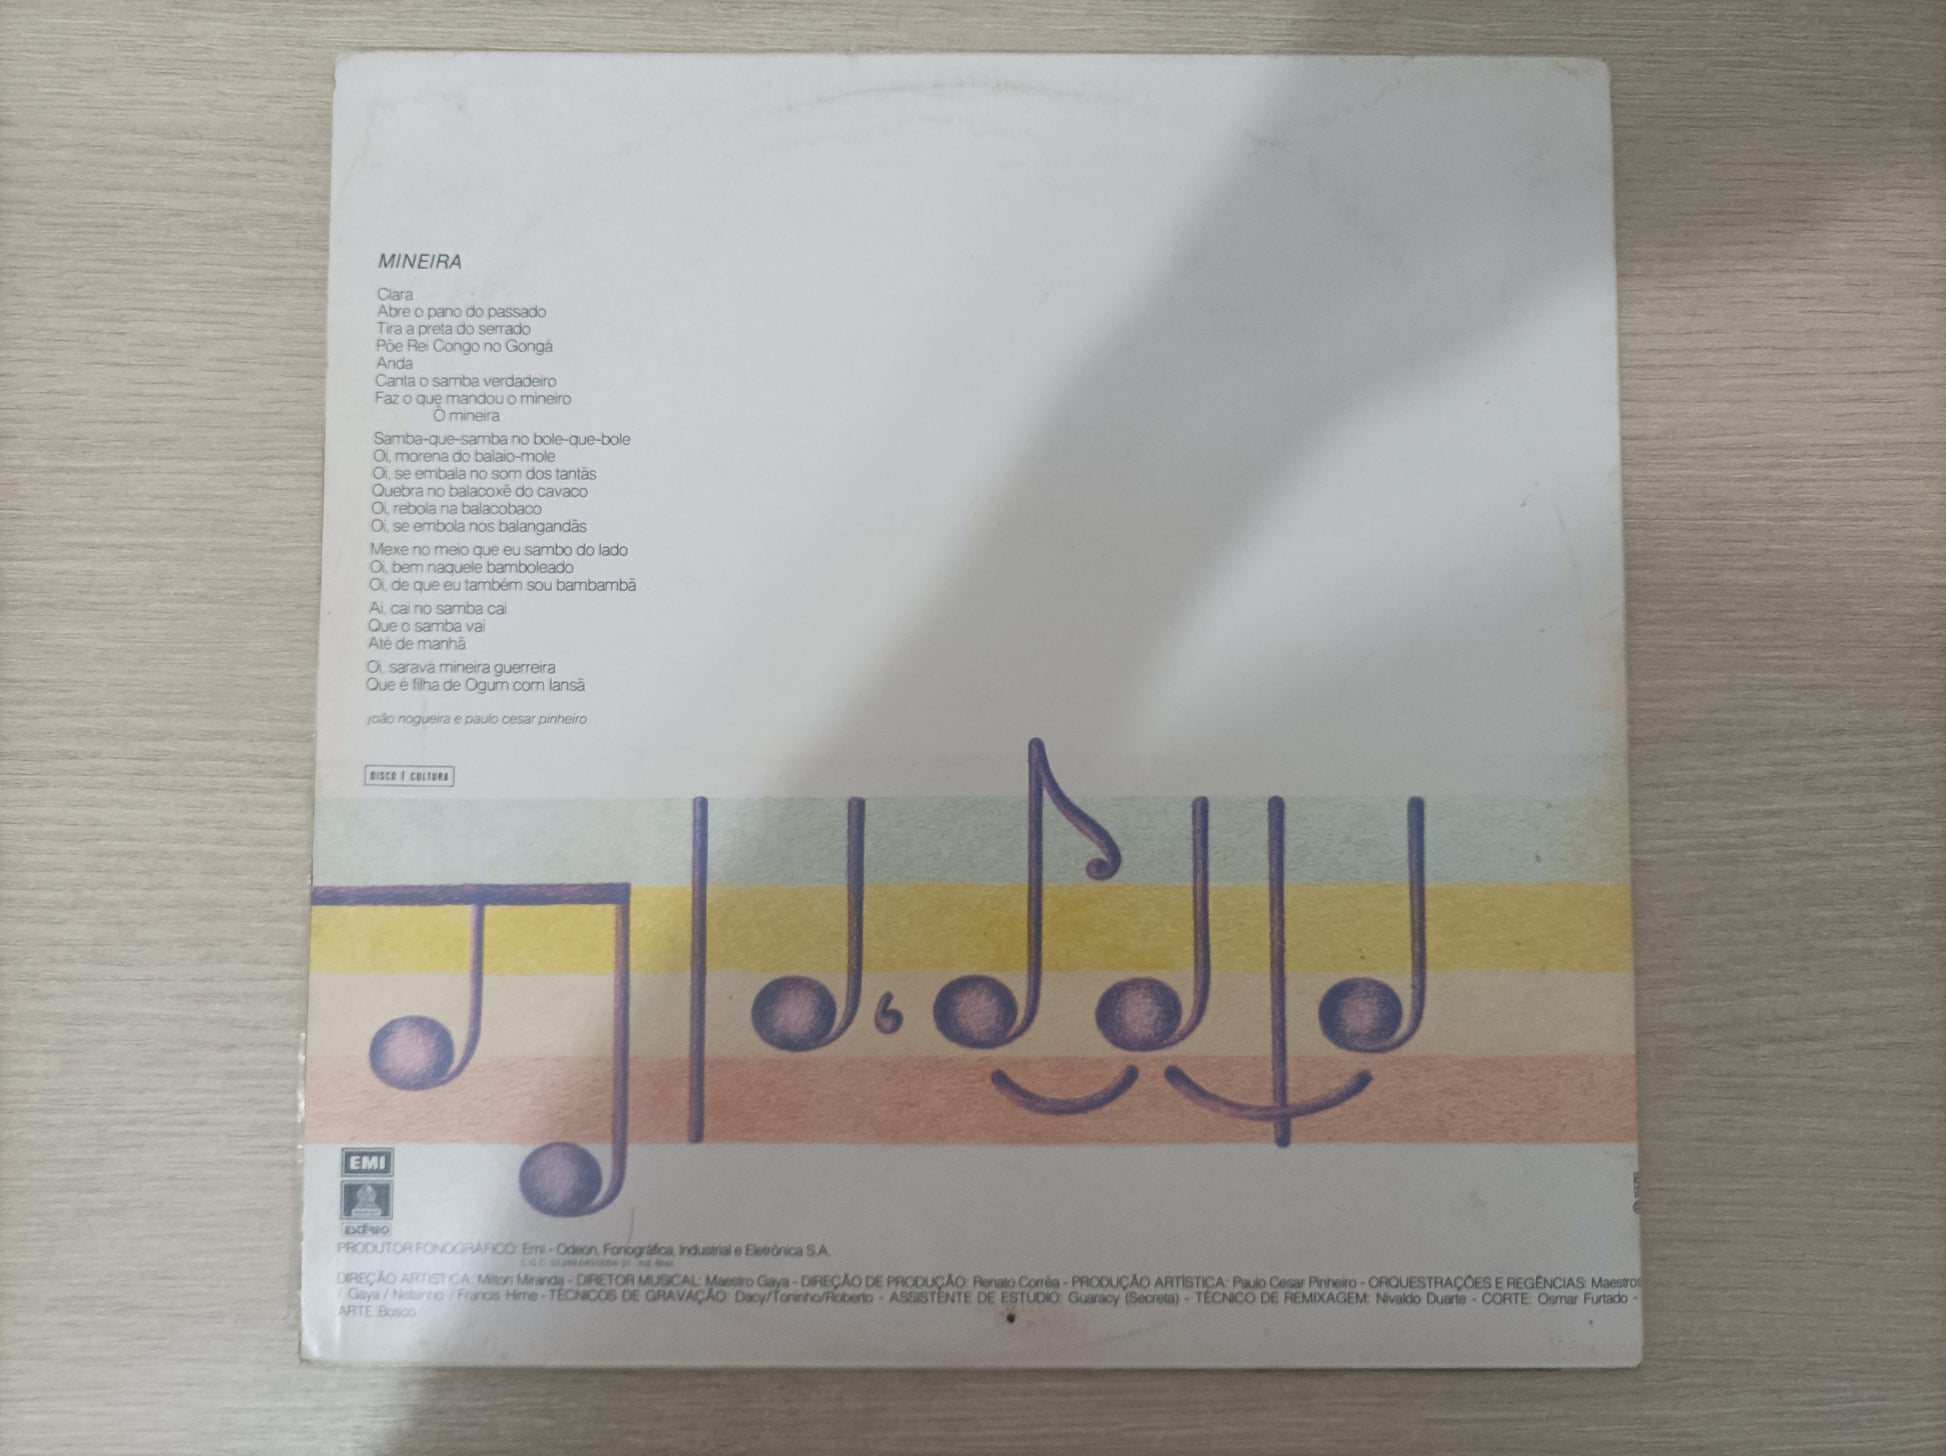 MINEIRA
Clara
Abre o pano do passado
Tira a preta do serrado
Põe Rei Congo no Gongá
Anda
Canta o samba verdadeiro
Faz o que mandou o mineiro
Ô mineira
Samba-que-samba no bole-que-bole
Oi, morena do balaio-mole
Oi, se embala no som dos tantãs
Quebra no balacoxê do cavaco
Oi, rebola na balacobaco
Oi, se embola nos balangandãs
Mexe no meio que eu sambo do lado
Oi, bem naquele bamboleado
Oi, de que eu também sou bambambã
Ai, cai no samba cai
Que o samba vai
Até de manhã
Oi, saravá mineira guerreira
Que é filha de Ogum com Iansã
joão nogueira e paulo cesar pinheiro
DISCO É CULTURA
EMI
ESTÉREO
PRODUTOR FONOGRÁFICO: Emi - Odeon, Fonográfica, Industrial e Eletrônica S.A.
DIREÇÃO ARTÍSTICA: Milton Miranda - DIRETOR MUSICAL: Maestro Gaya - DIREÇÃO DE PRODUÇÃO: Renato Corrêa - PRODUÇÃO ARTÍSTICA: Paulo Cesar Pinheiro - ORQUESTRAÇÕES E REGÊNCIAS: Maestros
/ Gaya / Nelsinho / Francis Hime - TÉCNICOS DE GRAVAÇÃO: Dacy/Toninho/Roberto - ASSISTENTE DE ESTÚDIO: Guaracy (Secreta) - TÉCNICO DE REMIXAGEM: Nivaldo Duarte - CORTE: Osmar Furtado -
ARTE: Bosco